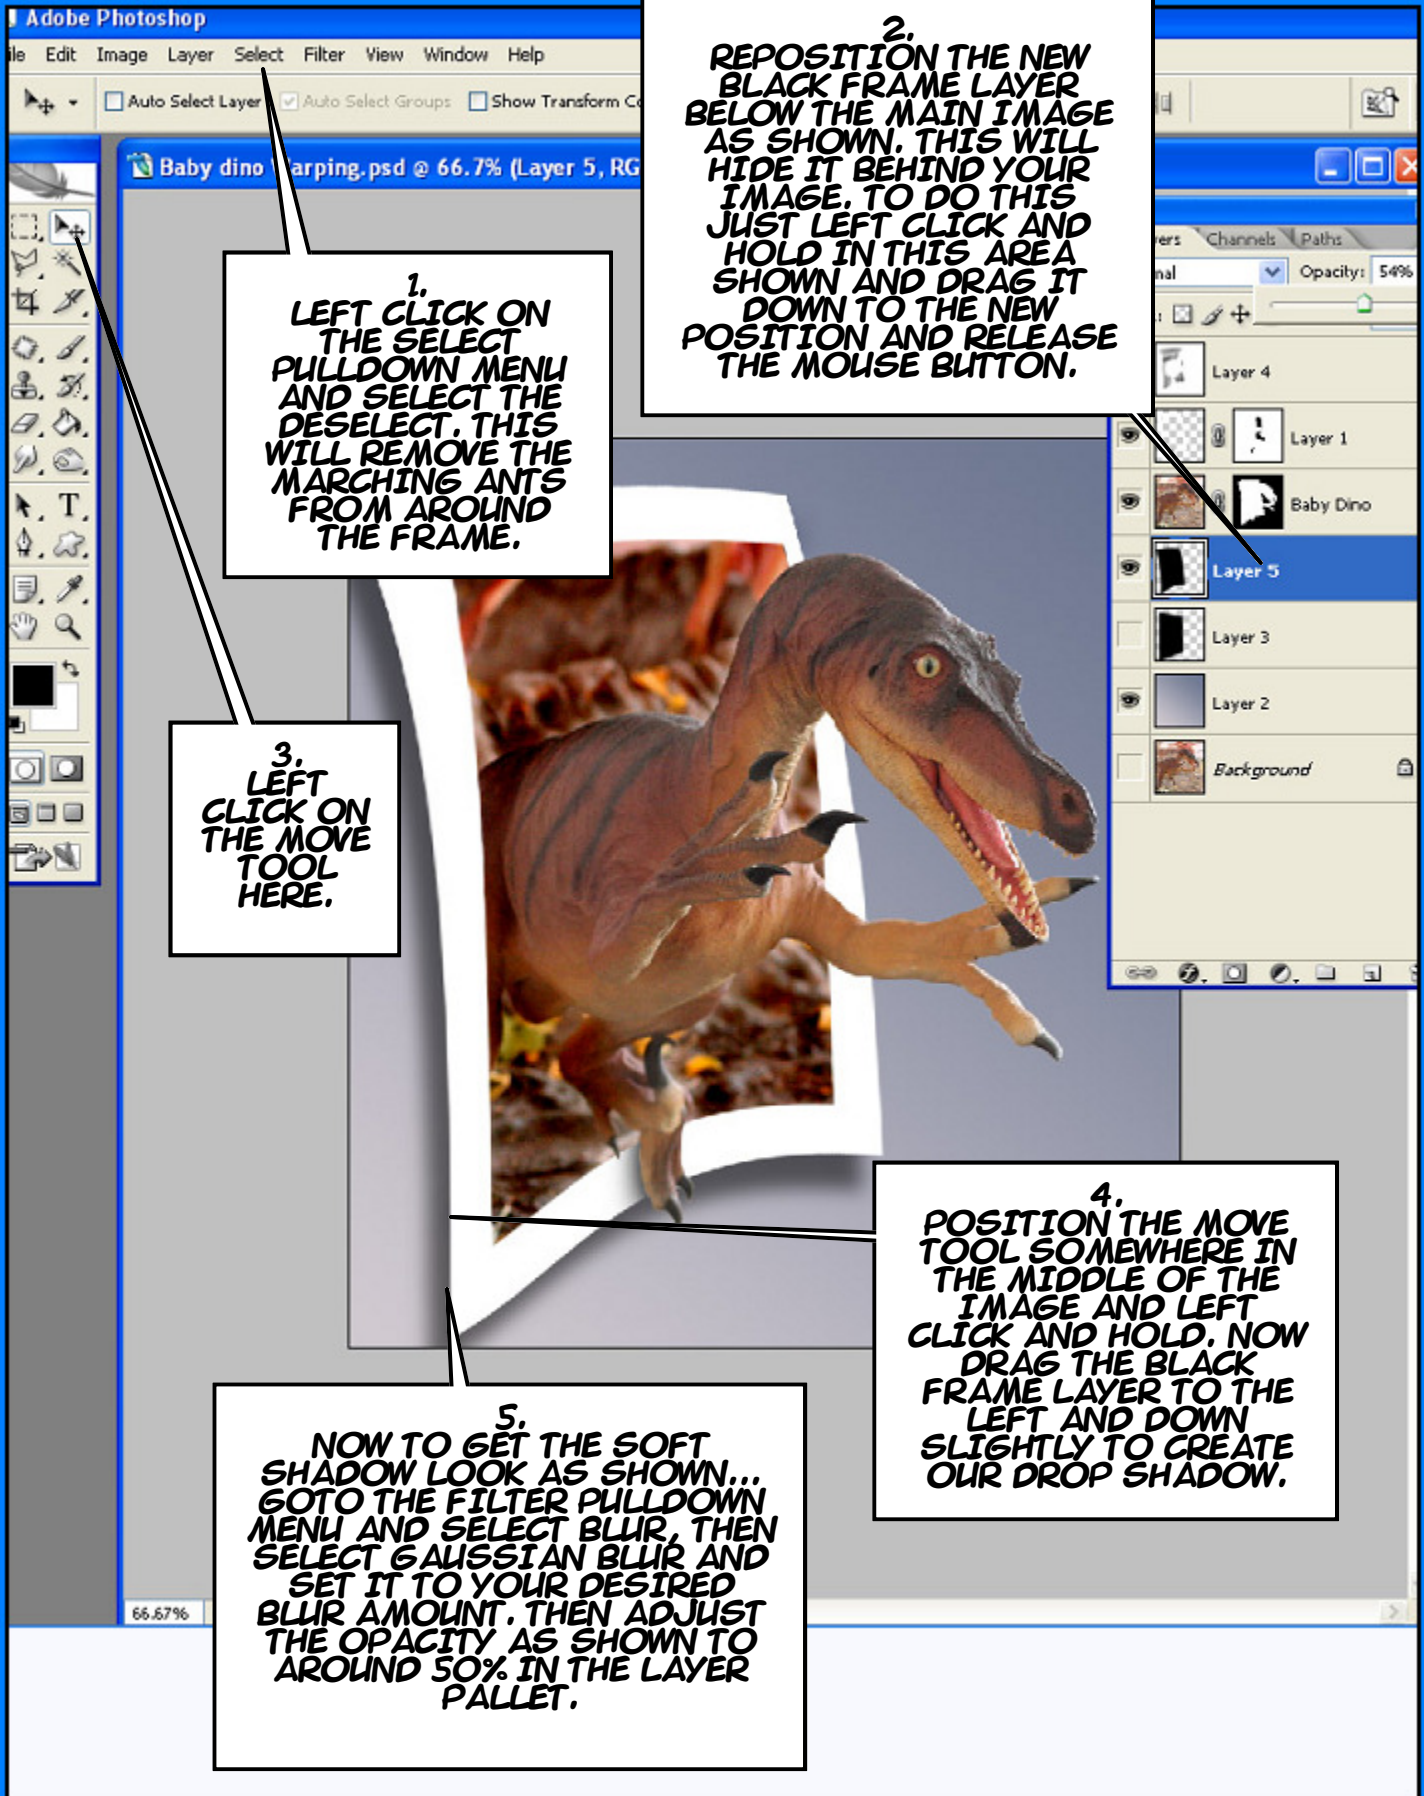 Adobe Photoshop
Edit Image Layer Select Filter View Window Help
Auto Select Layer Auto Select Groups Show Transform
Baby dino Warping.psd @ 66.7% (Layer 5,
1.
LEFT CLICK ON
THE SELECT
PULLDOWN MENU
AND SELECT THE
DESELECT. THIS
WILL REMOVE THE
MARCHING ANTS
FROM AROUND
THE FRAME.
2.
REPOSITION THE NEW
BLACK FRAME LAYER
BELOW THE MAIN IMAGE
AS SHOWN. THIS WILL
HIDE IT BEHIND YOUR
IMAGE. TO DO THIS
JUST LEFT CLICK AND
HOLD IN THIS AREA
SHOWN AND DRAG IT
DOWN TO THE NEW
POSITION AND RELEASE
THE MOUSE BUTTON.
Channels Paths
Opacity: 54%
Layer 4
Layer 1
Baby Dino
Layer 5
Layer 3
Layer 2
Background
T
3.
LEFT
CLICK ON
THE MOVE
TOOL
HERE.
4.
POSITION THE MOVE
TOOL SOMEWHERE IN
THE MIDDLE OF THE
IMAGE AND LEFT
CLICK AND HOLD. NOW
DRAG THE BLACK
FRAME LAYER TO THE
LEFT AND DOWN
SLIGHTLY TO CREATE
OUR DROP SHADOW.
5.
NOW TO GET THE SOFT
SHADOW LOOK AS SHOWN...
GOTO THE FILTER PULLDOWN
MENU AND SELECT BLUR, THEN
SELECT GAUSSIAN BLUR AND
SET IT TO YOUR DESIRED
BLUR AMOUNT. THEN ADJUST
THE OPACITY AS SHOWN TO
AROUND 50% IN THE LAYER
PALLET.
66.67%